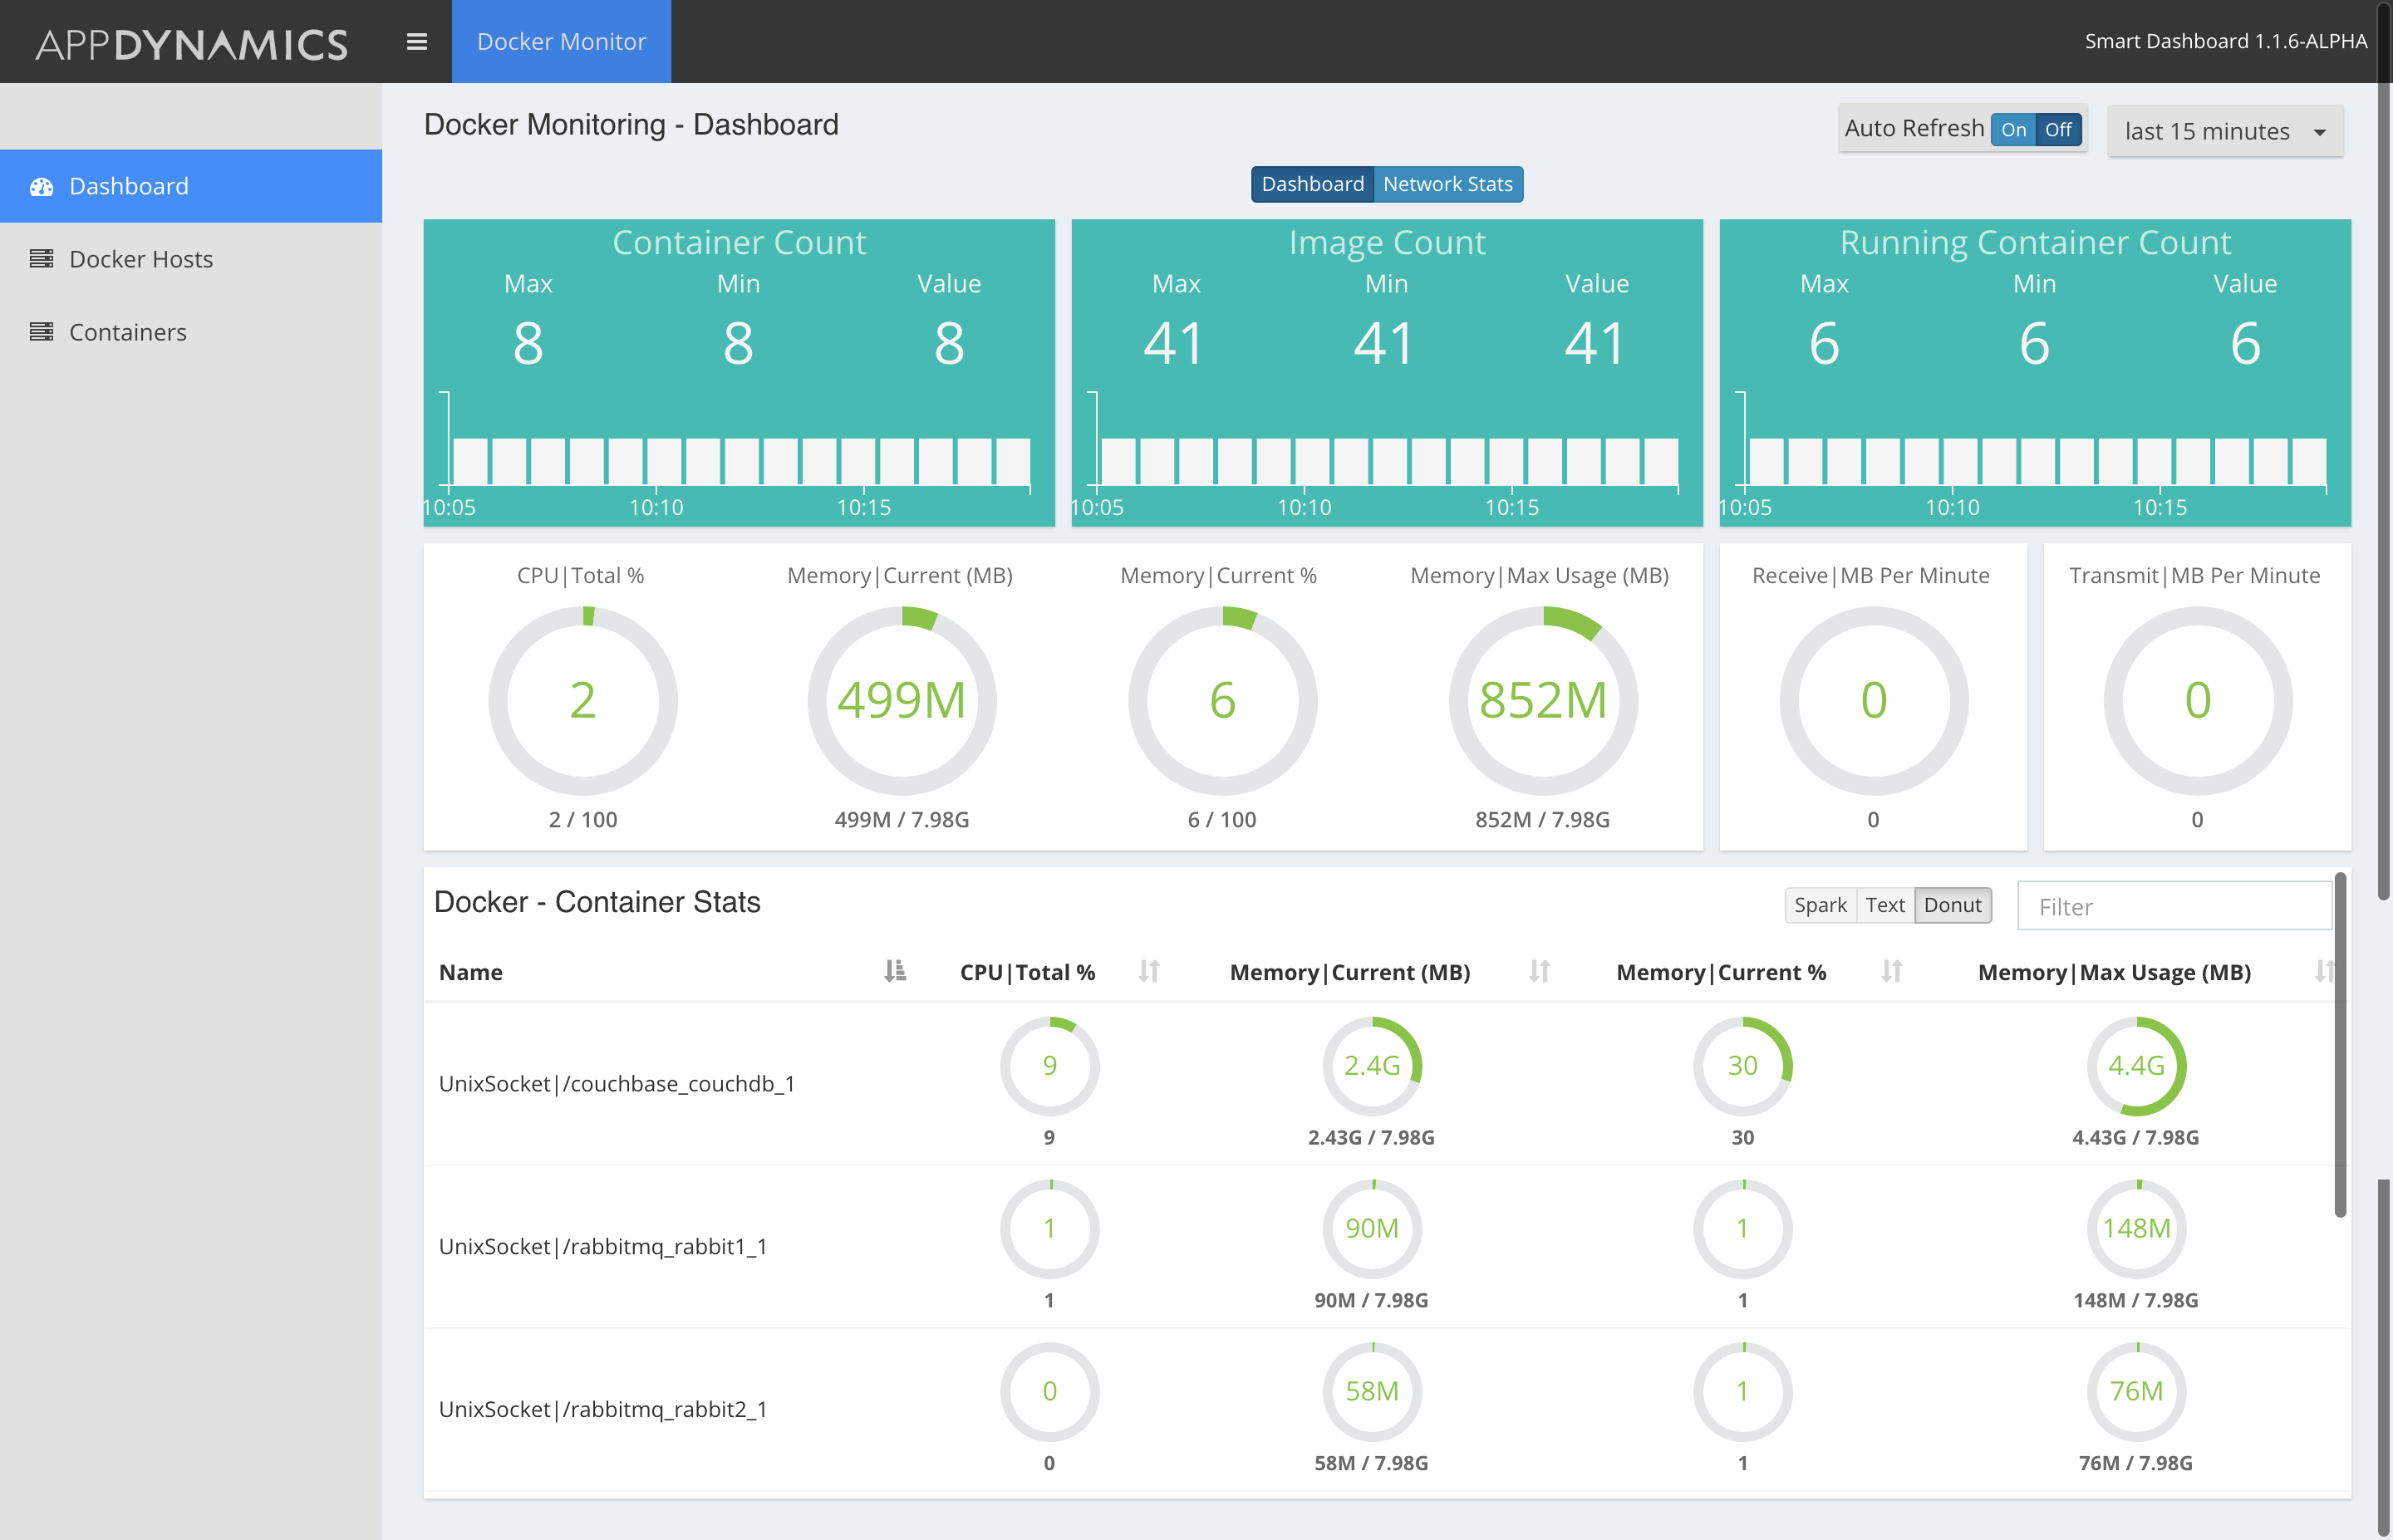 APPDYNAMICS
Docker Monitor
Smart Dashboard 1.1.6-ALPHA
Dashboard
Docker Hosts
Containers
Docker Monitoring - Dashboard
Auto Refresh On Off
last 15 minutes
Dashboard Network Stats
Container Count
Max Min Value
8 8 8
10:05 10:10 10:15
Image Count
Max Min Value
41 41 41
10:05 10:10 10:15
Running Container Count
Max Min Value
6 6 6
10:05 10:10 10:15
CPU|Total %
2
2 / 100
Memory|Current (MB)
499M
499M / 7.98G
Memory|Current %
6
6 / 100
Memory|Max Usage (MB)
852M
852M / 7.98G
Receive|MB Per Minute
0
0
Transmit|MB Per Minute
0
0
Docker - Container Stats
Spark Text Donut
Filter
Name CPU|Total % Memory|Current (MB) Memory|Current % Memory|Max Usage (MB)
9 2.4G 30 4.4G
UnixSocket|/couchbase_couchdb_1
9 2.43G / 7.98G 30 4.43G / 7.98G
1 90M 1 148M
UnixSocket|/rabbitmq_rabbit1_1
1 90M / 7.98G 1 148M / 7.98G
0 58M 1 76M
UnixSocket|/rabbitmq_rabbit2_1
0 58M / 7.98G 1 76M / 7.98G